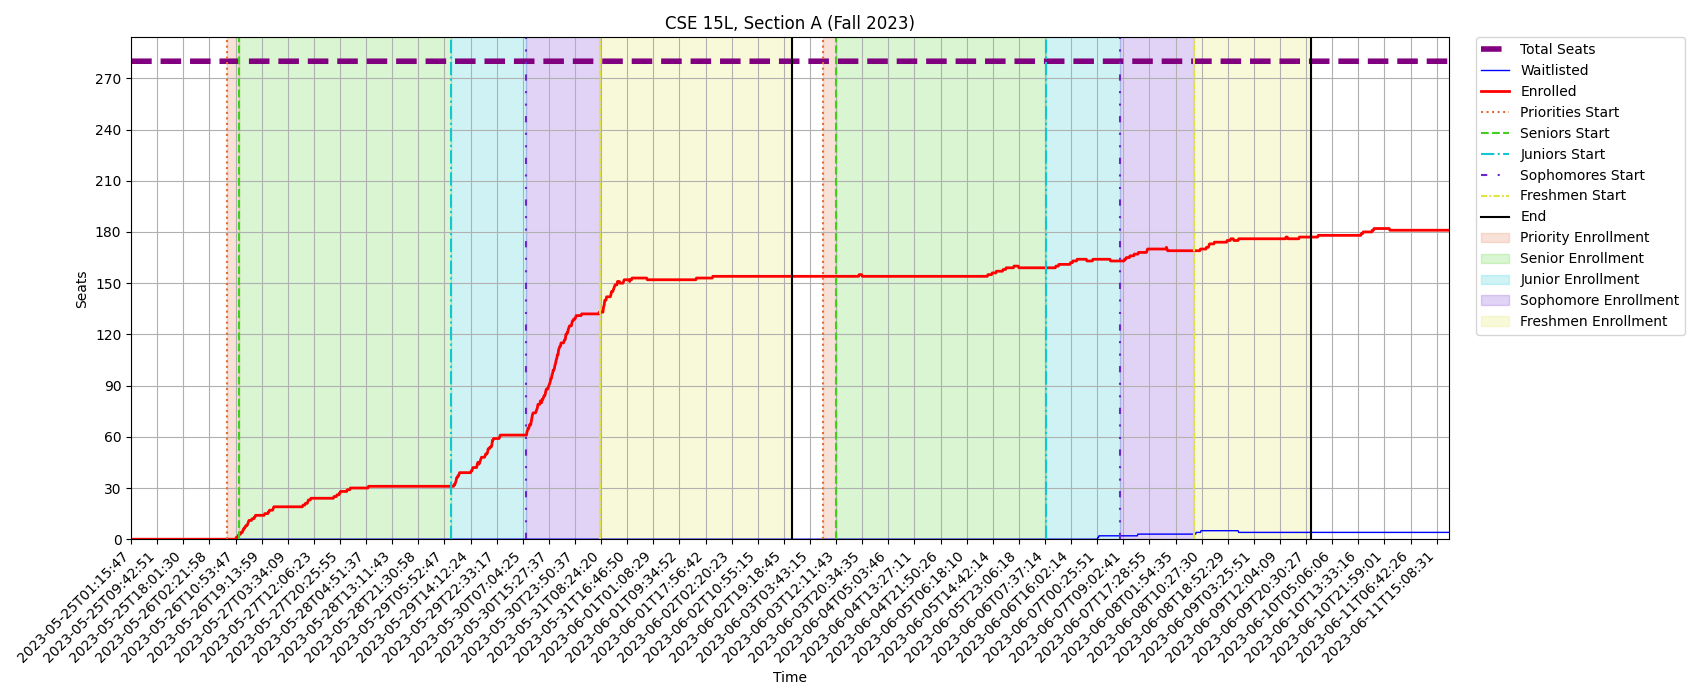 CSE 15L, Section A (Fall 2023)
Seats
270
240
210
180
150
120
90
60
30
0
2023-05-25T01:15:47
2023-05-25T09:42:51
2023-05-25T18:01:30
2023-05-26T02:21:58
2023-05-26T10:53:47
2023-05-26T19:13:59
2023-05-27T03:34:09
2023-05-27T12:06:23
2023-05-27T20:25:55
2023-05-28T04:51:37
2023-05-28T13:11:43
2023-05-28T21:30:58
2023-05-29T05:52:47
2023-05-29T14:12:24
2023-05-29T22:33:17
2023-05-30T07:04:25
2023-05-30T15:27:37
2023-05-30T23:50:37
2023-05-31T08:24:20
2023-05-31T16:46:50
2023-06-01T01:08:29
2023-06-01T09:34:52
2023-06-01T17:56:42
2023-06-02T02:20:23
2023-06-02T10:55:15
2023-06-02T19:18:45
2023-06-03T03:43:15
2023-06-03T12:11:43
2023-06-03T20:34:35
2023-06-04T05:03:46
2023-06-04T13:27:11
2023-06-04T21:50:26
2023-06-05T06:18:10
2023-06-05T14:42:14
2023-06-05T23:06:18
2023-06-06T07:37:14
2023-06-06T16:02:14
2023-06-07T00:25:51
2023-06-07T09:02:41
2023-06-07T17:28:55
2023-06-08T01:54:35
2023-06-08T10:27:30
2023-06-08T18:52:29
2023-06-09T03:25:51
2023-06-09T12:04:09
2023-06-09T20:30:27
2023-06-10T05:06:06
2023-06-10T13:33:16
2023-06-10T21:59:01
2023-06-11T06:42:26
2023-06-11T15:08:31
Time
Total Seats
Waitlisted
Enrolled
Priorities Start
Seniors Start
Juniors Start
Sophomores Start
Freshmen Start
End
Priority Enrollment
Senior Enrollment
Junior Enrollment
Sophomore Enrollment
Freshmen Enrollment